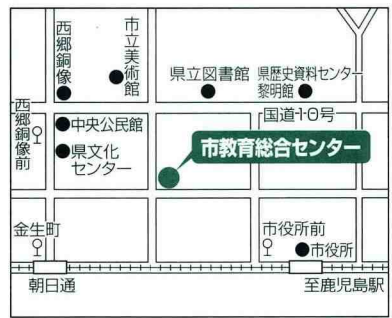 西郷銅像
市立美術館
県立図書館
県歴史資料センター
黎明館
国道10号
西郷銅像前
中央公民館
県文化
センター
市教育総合センター
金生町
市役所前
市役所
朝日通
至鹿児島駅